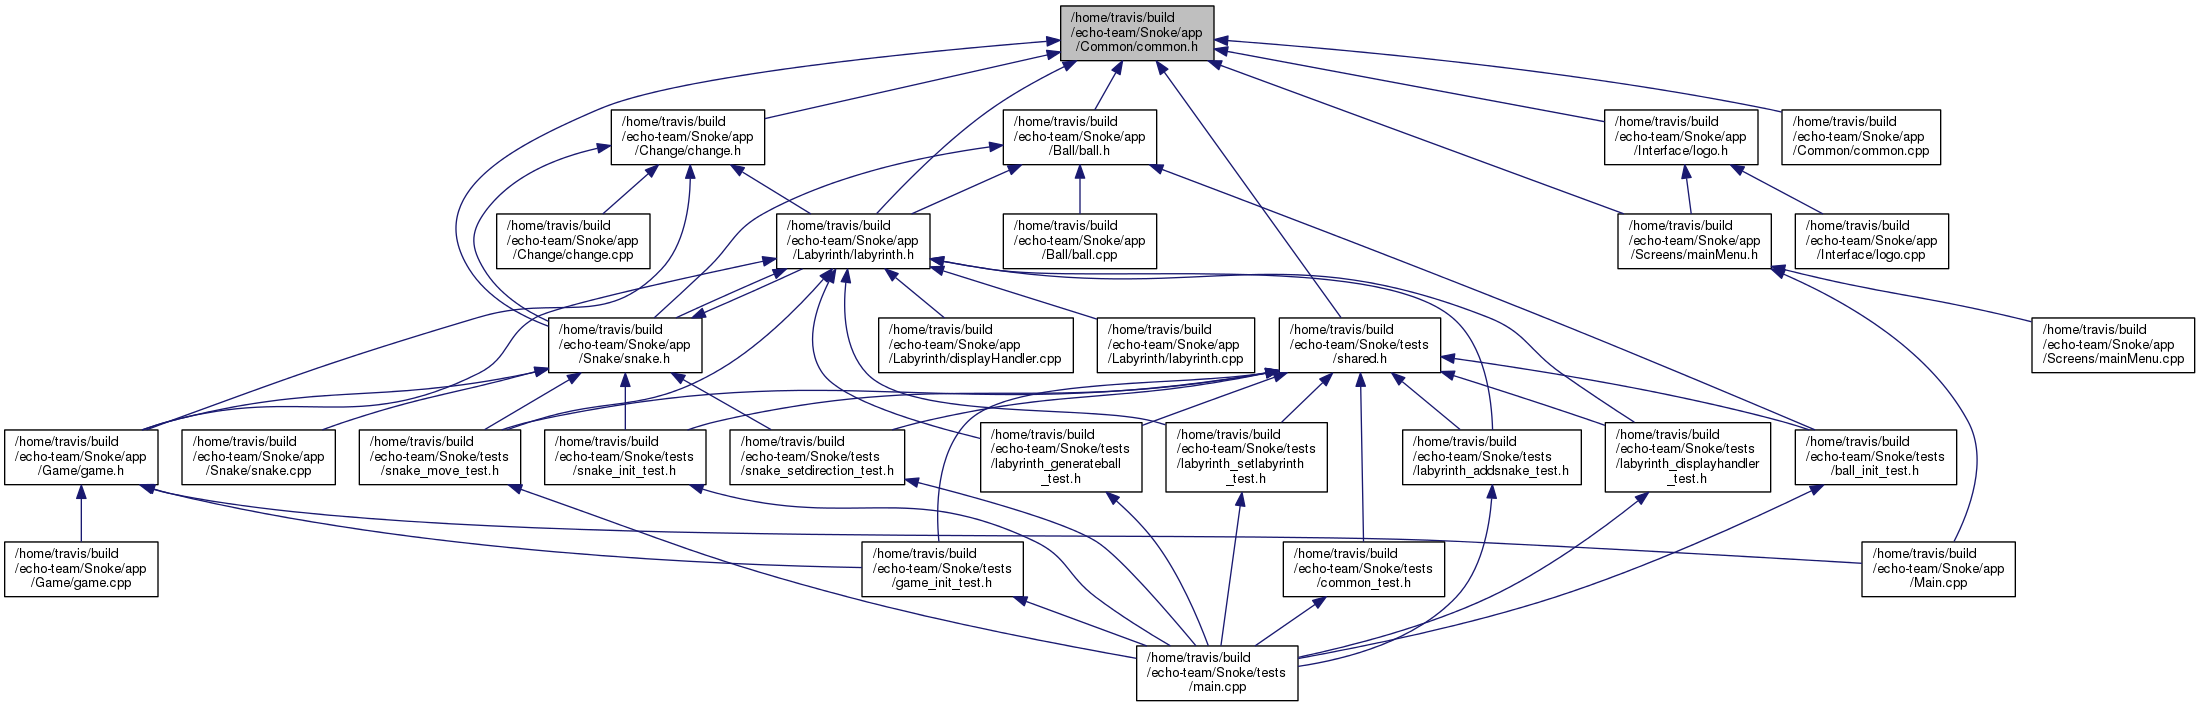 /home/travis/build
/echo-team/Snoke/app
/Common/common.h
/home/travis/build
/echo-team/Snoke/app
/Change/change.h
/home/travis/build
/echo-team/Snoke/app
/Ball/ball.h
/home/travis/build
/echo-team/Snoke/app
/Interface/logo.h
/home/travis/build
/echo-team/Snoke/app
/Common/common.cpp
/home/travis/build
/echo-team/Snoke/app
/Change/change.cpp
/home/travis/build
/echo-team/Snoke/app
/Labyrinth/labyrinth.h
/home/travis/build
/echo-team/Snoke/app
/Ball/ball.cpp
/home/travis/build
/echo-team/Snoke/app
/Screens/mainMenu.h
/home/travis/build
/echo-team/Snoke/app
/Interface/logo.cpp
/home/travis/build
/echo-team/Snoke/app
/Snake/snake.h
/home/travis/build
/echo-team/Snoke/app
/Labyrinth/displayHandler.cpp
/home/travis/build
/echo-team/Snoke/app
/Labyrinth/labyrinth.cpp
/home/travis/build
/echo-team/Snoke/tests
/shared.h
/home/travis/build
/echo-team/Snoke/app
/Screens/mainMenu.cpp
/home/travis/build
/echo-team/Snoke/app
/Game/game.h
/home/travis/build
/echo-team/Snoke/app
/Snake/snake.cpp
/home/travis/build
/echo-team/Snoke/tests
/snake_move_test.h
/home/travis/build
/echo-team/Snoke/tests
/snake_init_test.h
/home/travis/build
/echo-team/Snoke/tests
/snake_setdirection_test.h
/home/travis/build
/echo-team/Snoke/tests
/labyrinth_generateball
_test.h
/home/travis/build
/echo-team/Snoke/tests
/labyrinth_setlabyrinth
_test.h
/home/travis/build
/echo-team/Snoke/tests
/labyrinth_addsnake_test.h
/home/travis/build
/echo-team/Snoke/tests
/labyrinth_displayhandler
_test.h
/home/travis/build
/echo-team/Snoke/tests
/ball_init_test.h
/home/travis/build
/echo-team/Snoke/app
/Game/game.cpp
/home/travis/build
/echo-team/Snoke/tests
/game_init_test.h
/home/travis/build
/echo-team/Snoke/tests
/common_test.h
/home/travis/build
/echo-team/Snoke/app
/Main.cpp
/home/travis/build
/echo-team/Snoke/tests
/main.cpp